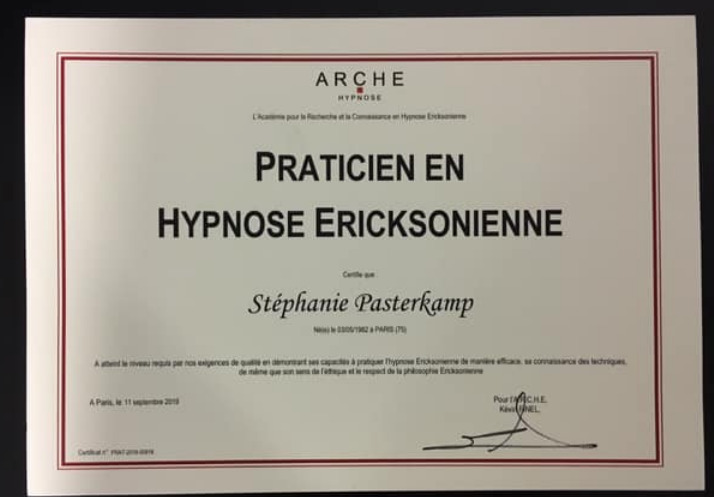 ARCHE
HYPNOSE
L'Académie pour la Recherche et la Connaissance en Hypnose Ericksonienne
PRATICIEN EN
HYPNOSE ERICKSONIENNE
Certifie que
Stéphanie Pasterkamp
Né(e) le 03/05/1982 à PARIS (75)
A atteint le niveau requis par nos exigences de qualité en démontrant ses capacités à pratiquer l'hypnose Ericksonienne de manière efficace, sa connaissance des techniques,
de même que son sens de l'éthique et le respect de la philosophie Ericksonienne
A Paris, le 11 septembre 2019
Pour l'A.R.C.H.E.
Kévin FINEL,
Certificat n°